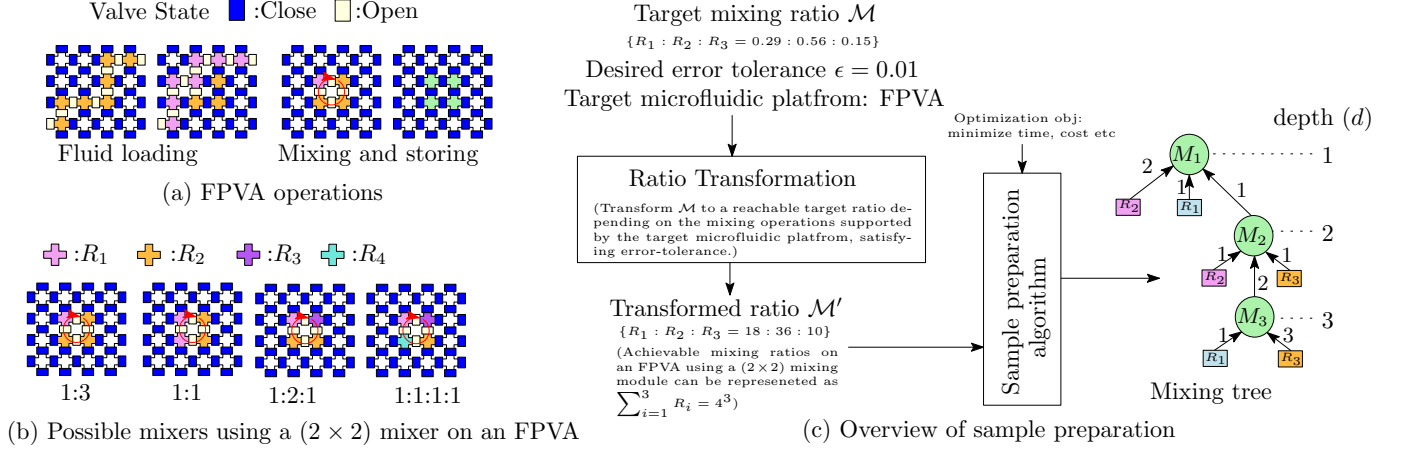 Valve State :Close :Open
Fluid loading
Mixing and storing
(a) FPVA operations
:R1 :R2 :R3 :R4
1:3 1:1 1:2:1 1:1:1:1
(b) Possible mixers using a (2 × 2) mixer on an FPVA
Target mixing ratio ℳ
{R1 : R2 : R3 = 0.29 : 0.56 : 0.15}
Desired error tolerance ϵ = 0.01
Target microfluidic platfrom: FPVA
Ratio Transformation
(Transform ℳ to a reachable target ratio de-
pending on the mixing operations supported
by the target microfluidic platfrom, satisfy-
ing error-tolerance.)
Transformed ratio ℳ′
{R1 : R2 : R3 = 18 : 36 : 10}
(Achievable mixing ratios on
an FPVA using a (2×2) mixing
module can be represeneted as
∑³ᵢ₌₁ Ri = 4³)
Optimization obj:
minimize time, cost etc
Sample preparation
algorithm
depth (d)
M1 1
2 1 1
R2 R1
M2 2
1 1
R2 R3
2
M3 3
1 3
R1 R3
Mixing tree
(c) Overview of sample preparation